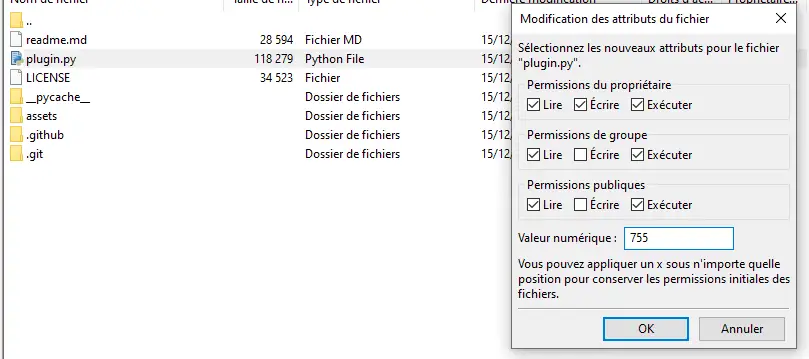 Nom de fichier Taille de fi... Type de fichier Dernière modification Droits d'a... Propriétaire...
..
readme.md 28 594 Fichier MD 15/12,
plugin.py 118 279 Python File 15/12,
LICENSE 34 523 Fichier 15/12,
__pycache__ Dossier de fichiers 15/12,
assets Dossier de fichiers 15/12,
.github Dossier de fichiers 15/12,
.git Dossier de fichiers 15/12,
Modification des attributs du fichier
Sélectionnez les nouveaux attributs pour le fichier
"plugin.py".
Permissions du propriétaire
Lire Écrire Exécuter
Permissions de groupe
Lire Écrire Exécuter
Permissions publiques
Lire Écrire Exécuter
Valeur numérique : 755
Vous pouvez appliquer un x sous n'importe quelle
position pour conserver les permissions initiales des
fichiers.
OK Annuler